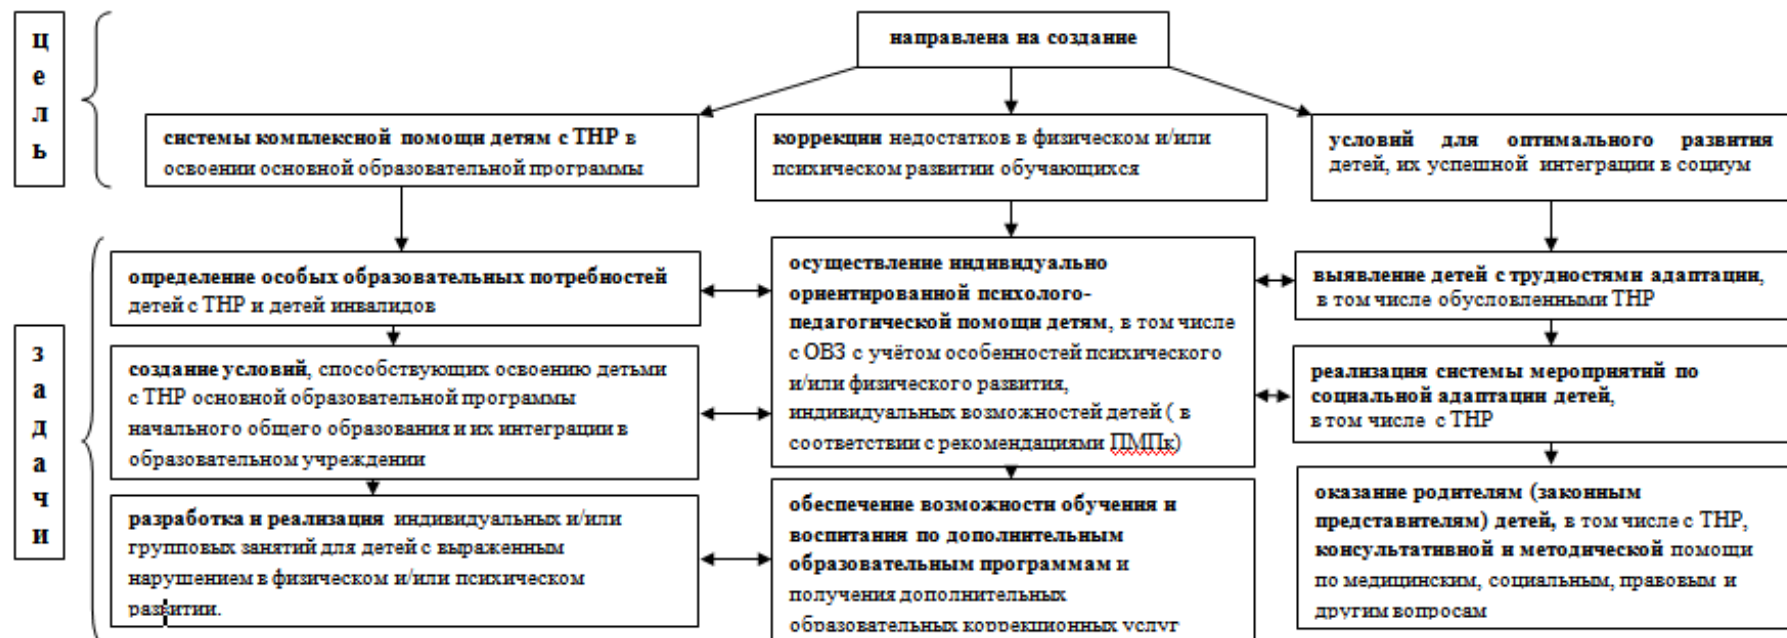 цель
направлена на создание
системы комплексной помощи детям с ТНР в
освоении основной образовательной программы
коррекции недостатков в физическом и/или
психическом развитии обучающихся
условий для оптимального развития
детей, их успешной интеграции в социум
задачи
определение особых образовательных потребностей
детей с ТНР и детей инвалидов
создание условий, способствующих освоению детьми
с ТНР основной образовательной программы
начального общего образования и их интеграции в
образовательном учреждении
разработка и реализация индивидуальных и/или
групповых занятий для детей с выраженным
нарушением в физическом и/или психическом
развитии.
осуществление индивидуально
ориентированной психолого-
педагогической помощи детям, в том числе
с ОВЗ с учётом особенностей психического
и/или физического развития,
индивидуальных возможностей детей ( в
соответствии с рекомендациями ПМПк)
обеспечение возможности обучения и
воспитания по дополнительным
образовательным программам и
получения дополнительных
образовательных коррекционных услуг
выявление детей с трудностями адаптации,
в том числе обусловленными ТНР
реализация системы мероприятий по
социальной адаптации детей,
в том числе с ТНР
оказание родителям (законным
представителям) детей, в том числе с ТНР,
консультативной и методической помощи
по медицинским, социальным, правовым и
другим вопросам